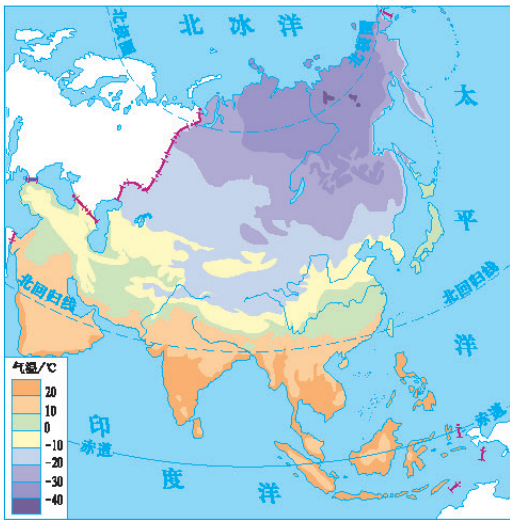 北冰洋
北极圈
北极圈
太平洋
北回归线
北回归线
气温/℃
20
10
0
-10
-20
-30
-40
印度洋
赤道
赤道